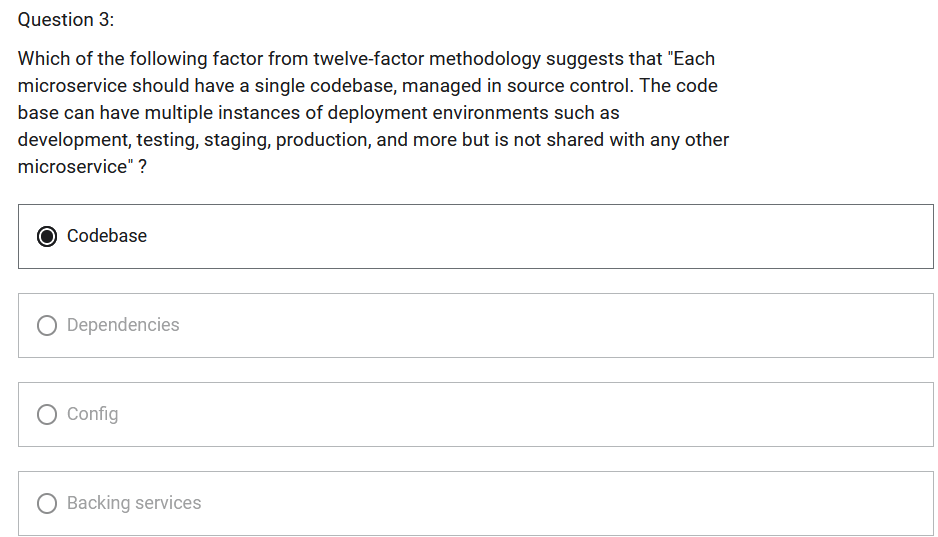 Question 3:
Which of the following factor from twelve-factor methodology suggests that "Each
microservice should have a single codebase, managed in source control. The code
base can have multiple instances of deployment environments such as
development, testing, staging, production, and more but is not shared with any other
microservice" ?
Codebase
Dependencies
Config
Backing services